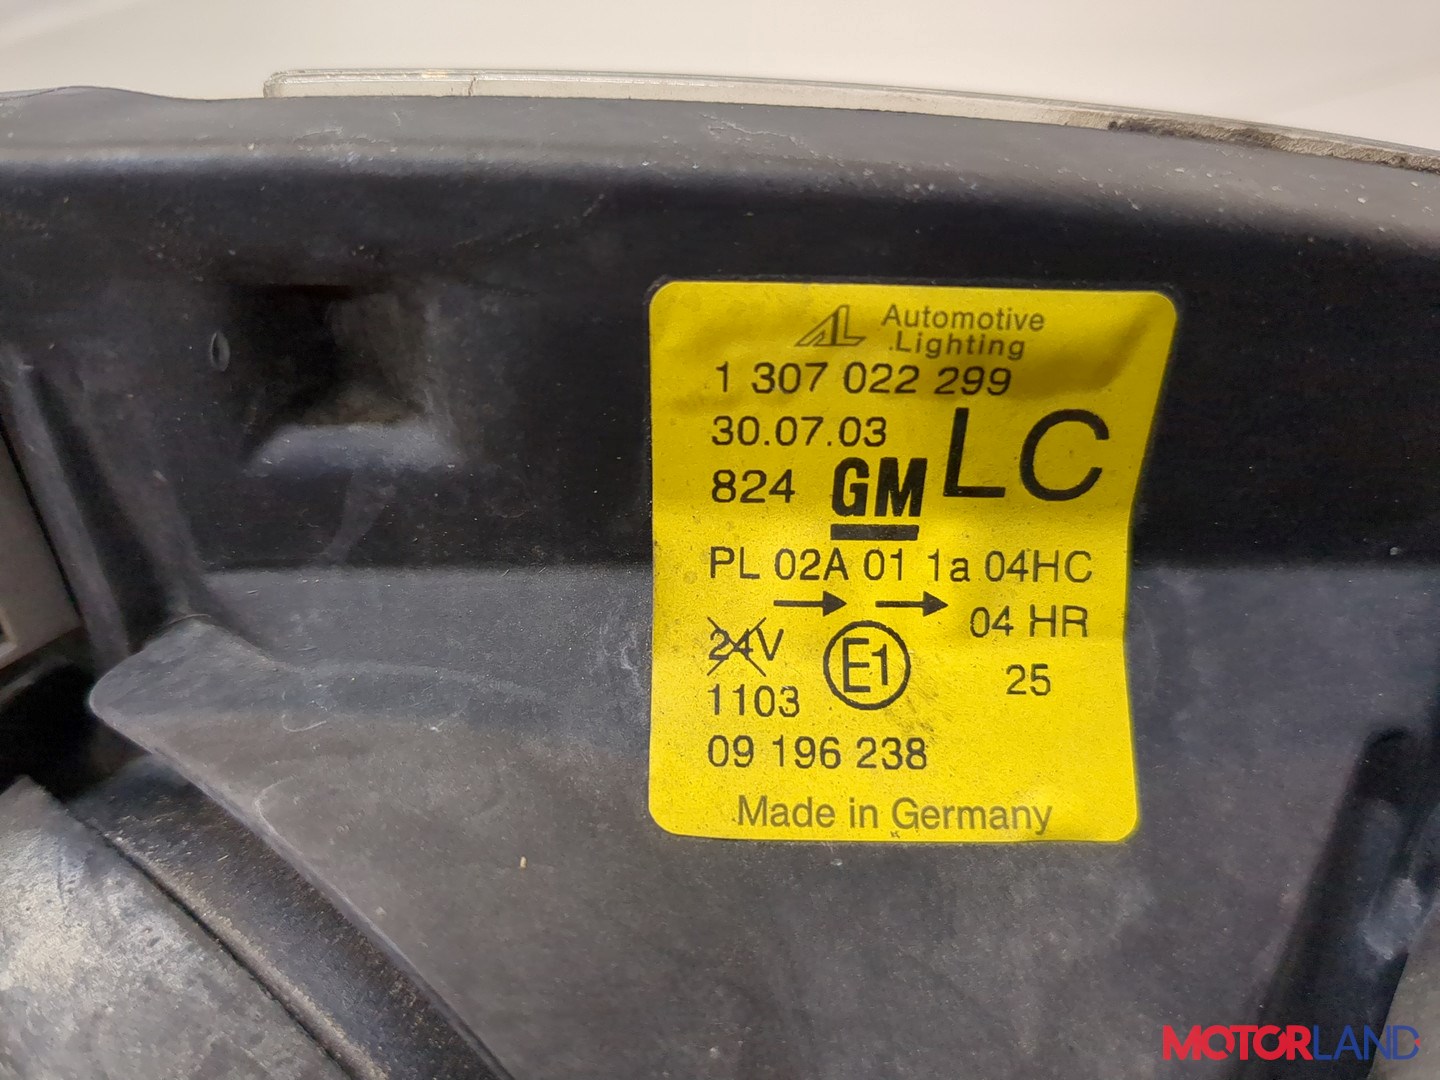 AL Automotive
.Lighting
1 307 022 299
30.07.03 LC
824 GM
PL 02A 01 1a 04HC
→ → 04 HR
24V E1 25
1103
09 196 238
Made in Germany
MOTORLAND